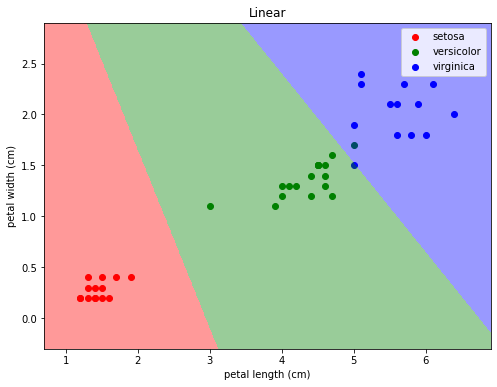 Linear
setosa
versicolor
virginica
petal width (cm)
2.5
2.0
1.5
1.0
0.5
0.0
1 2 3 4 5 6
petal length (cm)